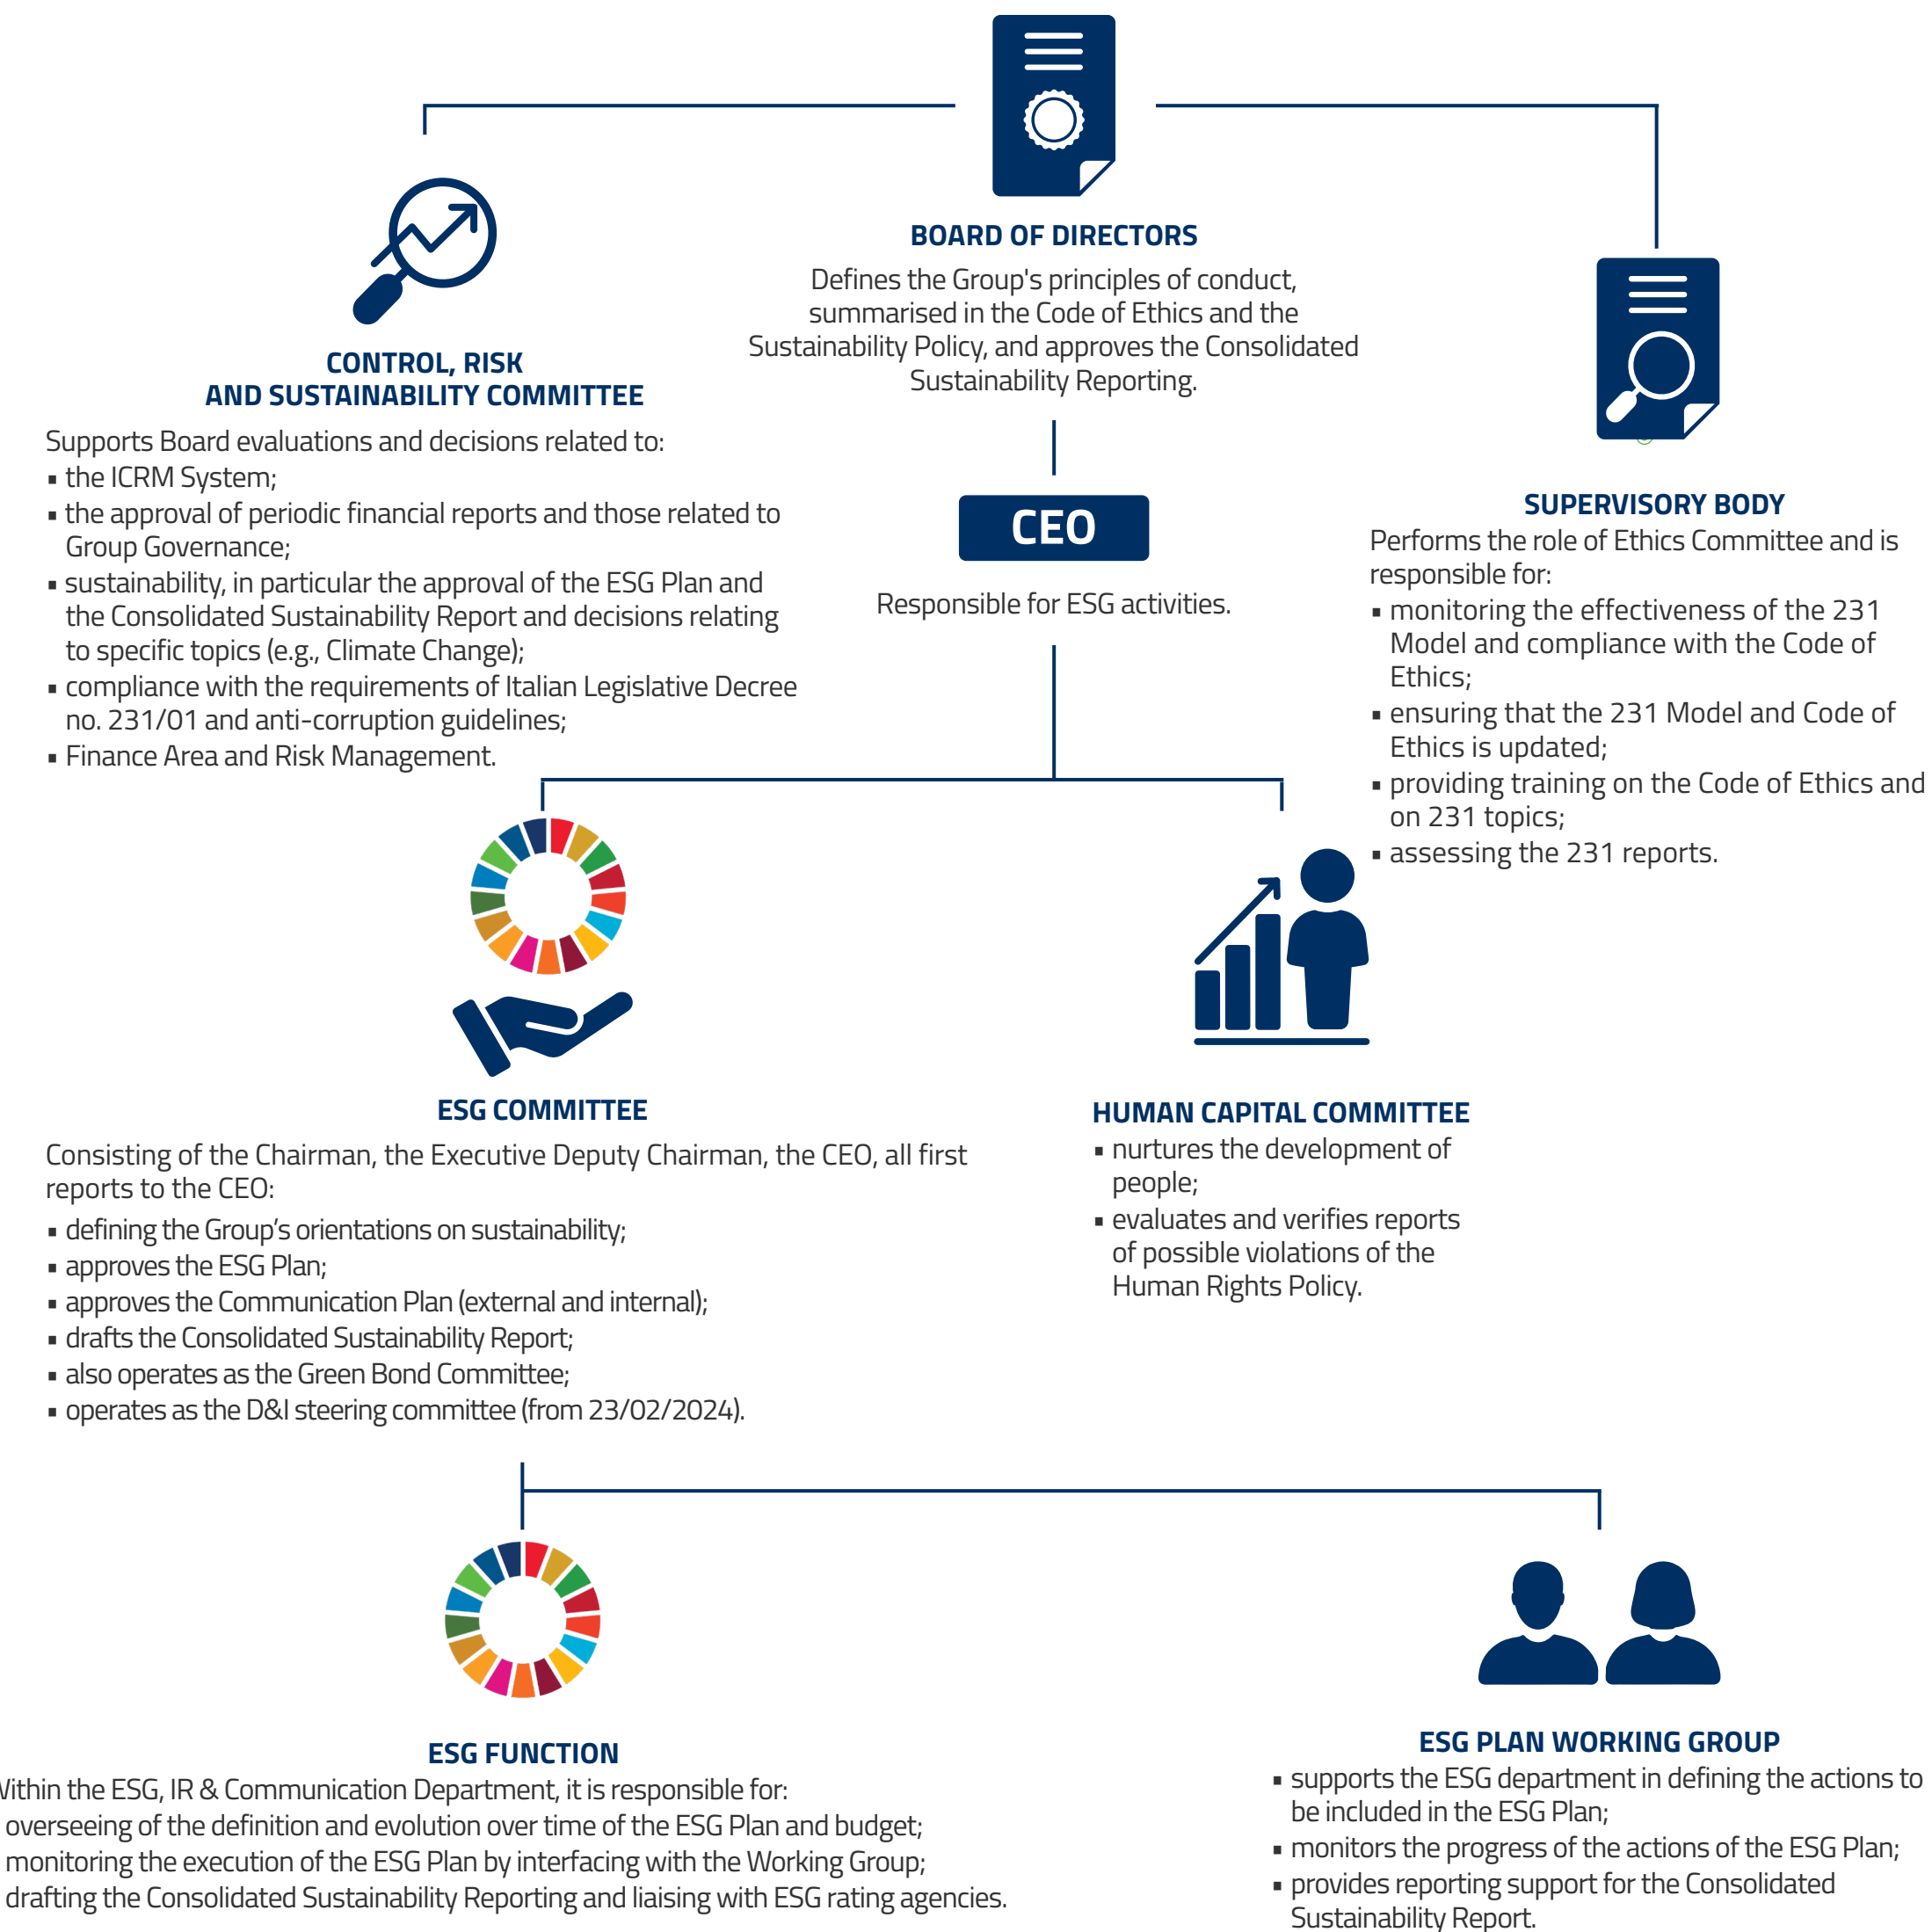 BOARD OF DIRECTORS
Defines the Group's principles of conduct,
summarised in the Code of Ethics and the
Sustainability Policy, and approves the Consolidated
Sustainability Reporting.
CONTROL, RISK
AND SUSTAINABILITY COMMITTEE
Supports Board evaluations and decisions related to:
▪ the ICRM System;
▪ the approval of periodic financial reports and those related to
Group Governance;
▪ sustainability, in particular the approval of the ESG Plan and
the Consolidated Sustainability Report and decisions relating
to specific topics (e.g., Climate Change);
▪ compliance with the requirements of Italian Legislative Decree
no. 231/01 and anti-corruption guidelines;
▪ Finance Area and Risk Management.
CEO
Responsible for ESG activities.
SUPERVISORY BODY
Performs the role of Ethics Committee and is
responsible for:
▪ monitoring the effectiveness of the 231
Model and compliance with the Code of
Ethics;
▪ ensuring that the 231 Model and Code of
Ethics is updated;
▪ providing training on the Code of Ethics and
on 231 topics;
▪ assessing the 231 reports.
ESG COMMITTEE
Consisting of the Chairman, the Executive Deputy Chairman, the CEO, all first
reports to the CEO:
▪ defining the Group's orientations on sustainability;
▪ approves the ESG Plan;
▪ approves the Communication Plan (external and internal);
▪ drafts the Consolidated Sustainability Report;
▪ also operates as the Green Bond Committee;
▪ operates as the D&I steering committee (from 23/02/2024).
HUMAN CAPITAL COMMITTEE
▪ nurtures the development of
people;
▪ evaluates and verifies reports
of possible violations of the
Human Rights Policy.
ESG FUNCTION
Within the ESG, IR & Communication Department, it is responsible for:
overseeing of the definition and evolution over time of the ESG Plan and budget;
monitoring the execution of the ESG Plan by interfacing with the Working Group;
drafting the Consolidated Sustainability Reporting and liaising with ESG rating agencies.
ESG PLAN WORKING GROUP
▪ supports the ESG department in defining the actions to
be included in the ESG Plan;
▪ monitors the progress of the actions of the ESG Plan;
▪ provides reporting support for the Consolidated
Sustainability Report.